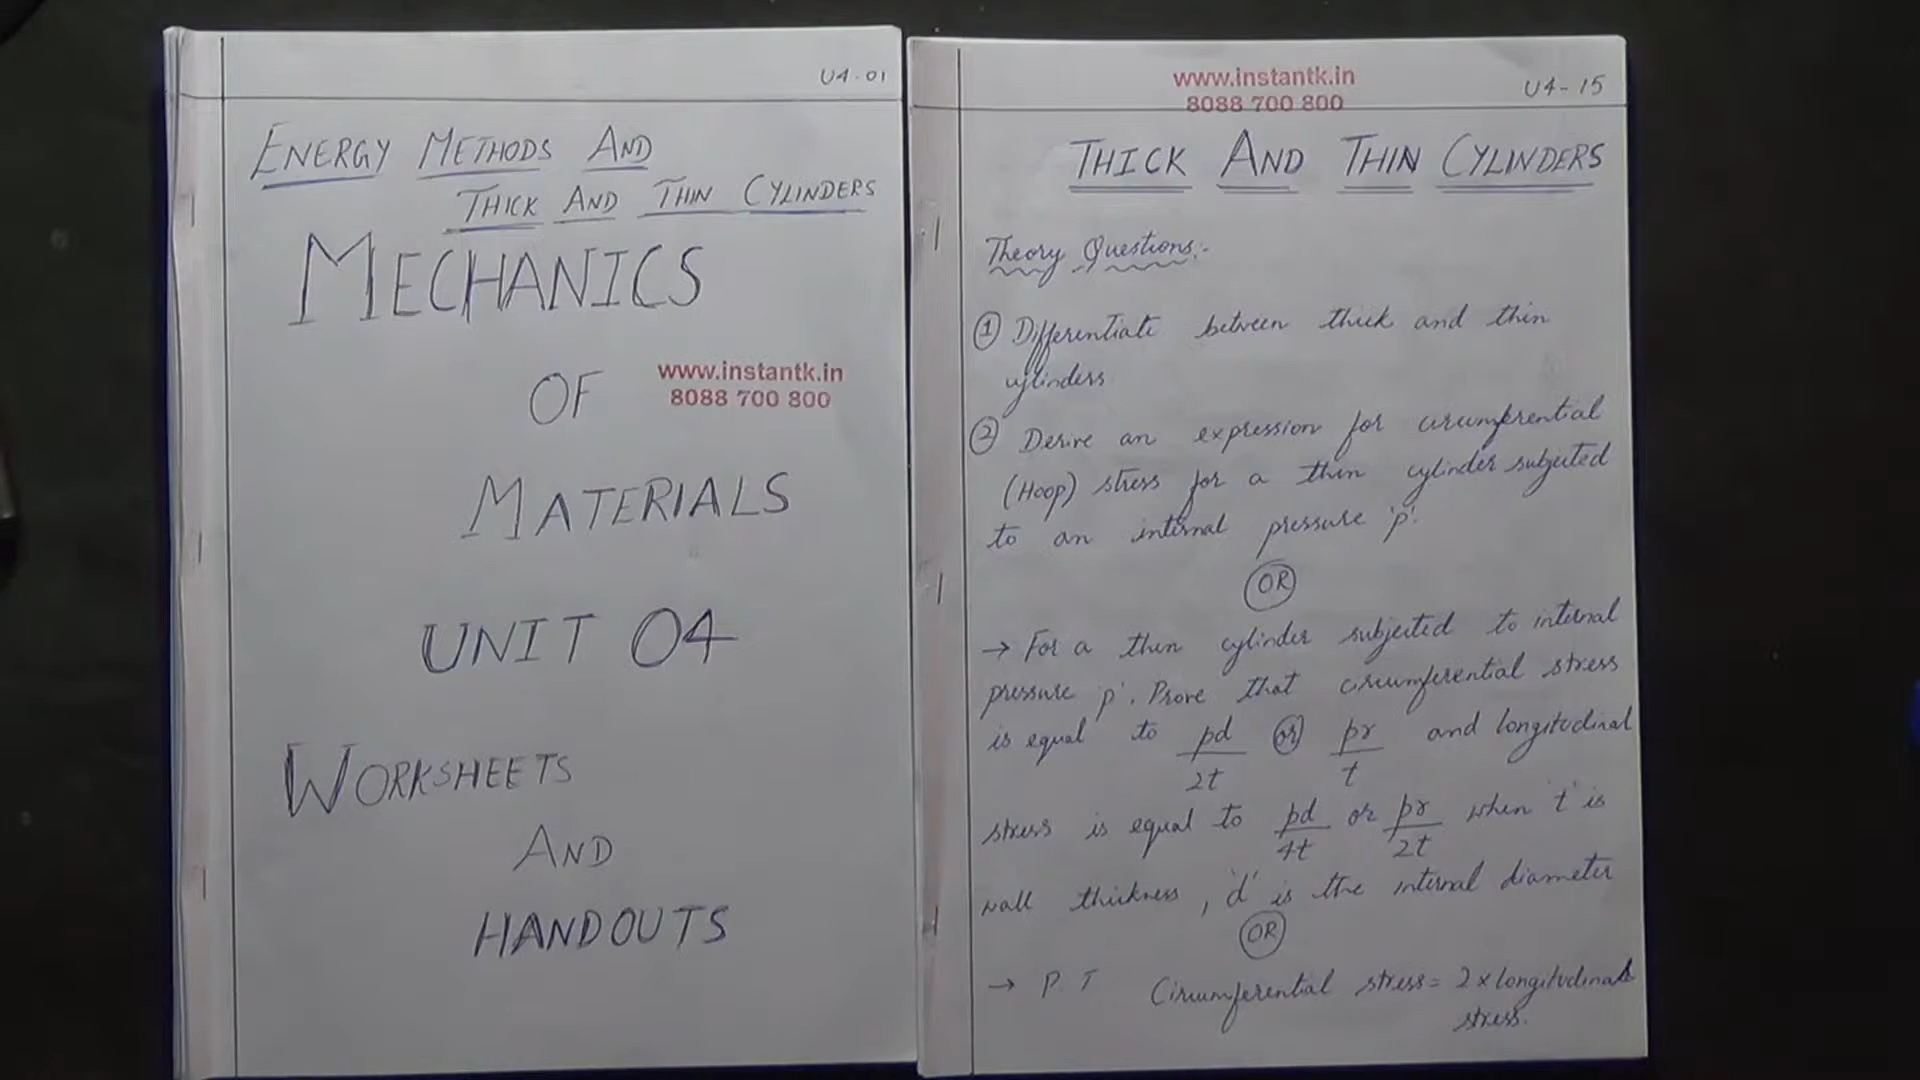 U4-01
ENERGY METHODS AND
THICK AND THIN CYLINDERS
MECHANICS
OF
www.instantk.in
8088 700 800
MATERIALS
UNIT 04
WORKSHEETS
AND
HANDOUTS
www.instantk.in
8088 700 800
U4-15
THICK AND THIN CYLINDERS
Theory Questions:-
① Differentiate between thick and thin
cylinders
② Derive an expression for circumferential
(Hoop) stress for a thin cylinder subjected
to an internal pressure 'p'.
OR
→ For a thin cylinder subjected to internal
pressure 'p'. Prove that circumferential stress
is equal to pd/2t or pr/t and longitudinal
stress is equal to pd/4t or pr/2t when 't' is
wall thickness, 'd' is the internal diameter
OR
→ P.T Circumferential stress = 2 x longitudinal
stress.